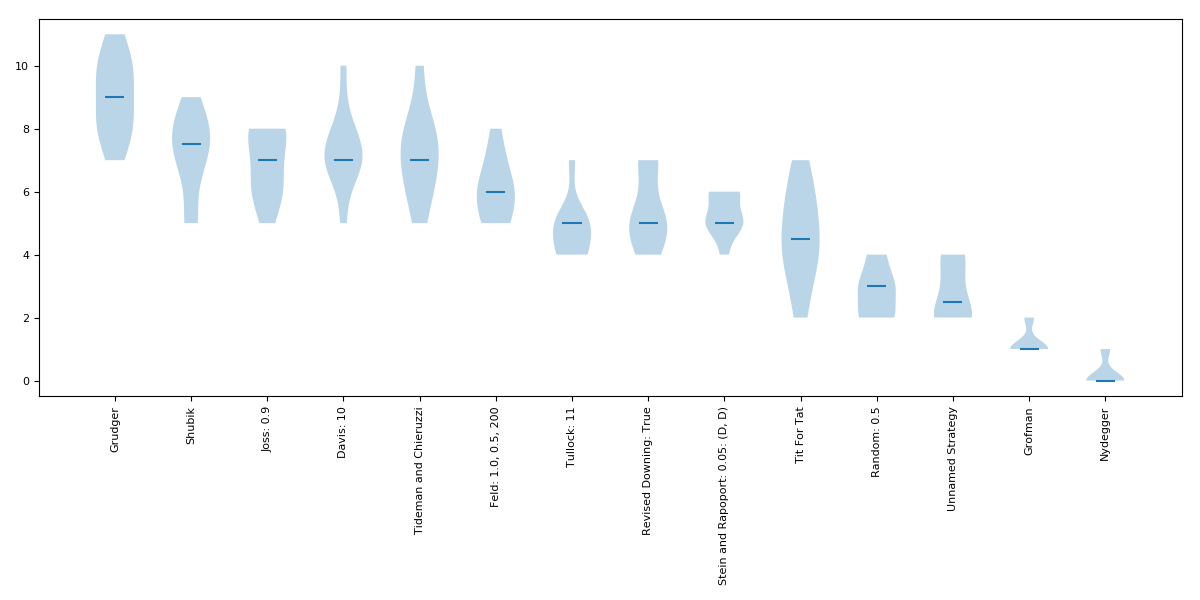 10
8
6
4
2
0
Grudger
Shubik
Joss: 0.9
Davis: 10
Tideman and Chieruzzi
Feld: 1.0, 0.5, 200
Tullock: 11
Revised Downing: True
Stein and Rapoport: 0.05: (D, D)
Tit For Tat
Random: 0.5
Unnamed Strategy
Grofman
Nydegger